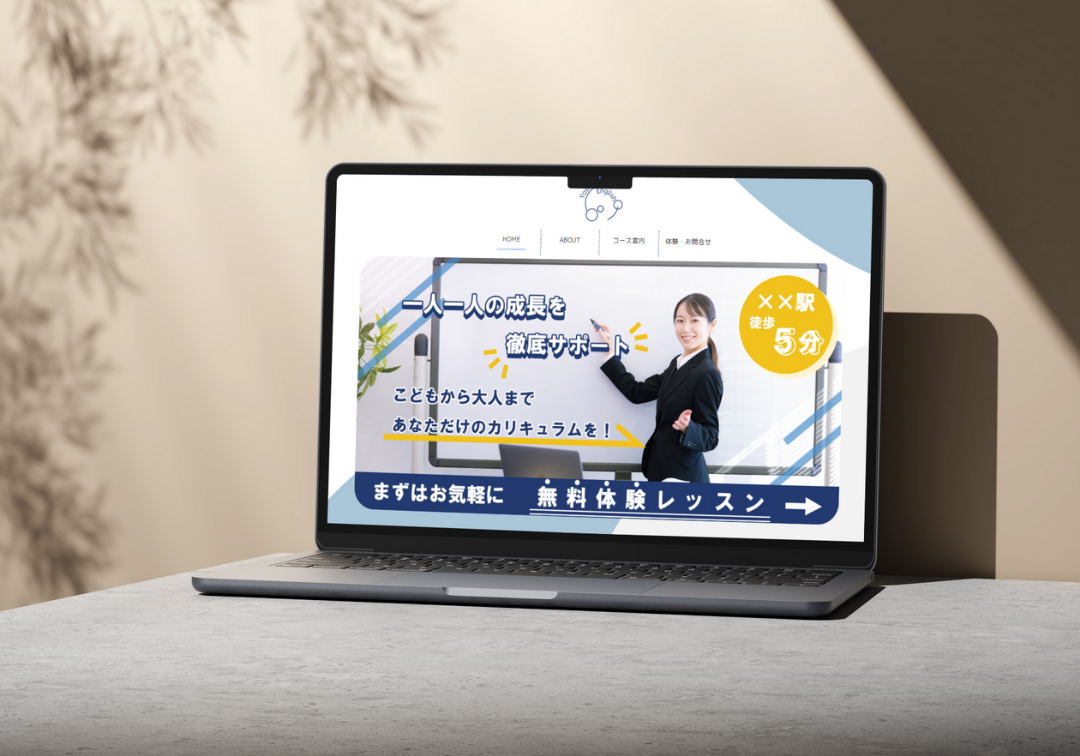 English
HOME
ABOUT
コース案内
体験・お問合せ
一人一人の成長を
徹底サポート
××駅
徒歩
5分
こどもから大人まで
あなただけのカリキュラムを！
まずはお気軽に 無料体験レッスン